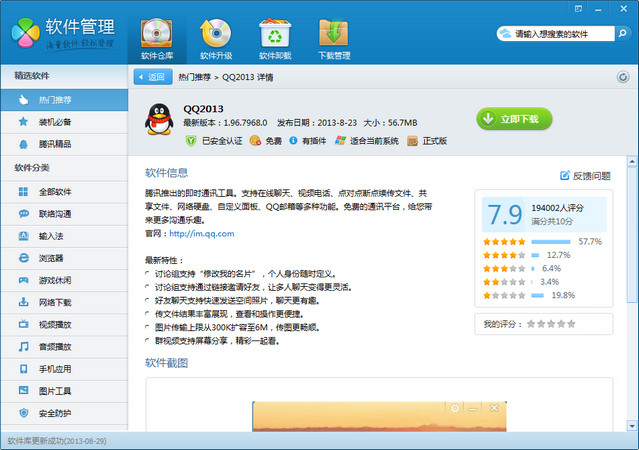 软件管理
海量软件 轻松管理
软件仓库
软件升级
软件卸载
下载管理
请输入想搜索的软件
精选软件
热门推荐
装机必备
腾讯精品
软件分类
全部软件
联络沟通
输入法
浏览器
游戏休闲
网络下载
视频播放
音频播放
手机应用
图片工具
安全防护
返回
热门推荐 > QQ2013 详情
QQ2013
最新版本：1.96.7968.0 发布日期：2013-8-23 大小：56.7MB
已安全认证 免费 有插件 适合当前系统 正式版
立即下载
软件信息
反馈问题
腾讯推出的即时通讯工具。支持在线聊天、视频电话、点对点断点续传文件、共
享文件、网络硬盘、自定义面板、QQ邮箱等多种功能。免费的通讯平台，给您带
来更多沟通乐趣。
官网：http://im.qq.com
最新特性：
讨论组支持“修改我的名片”，个人身份随时定义。
讨论组支持通过链接邀请好友，让多人聊天变得更灵活。
好友聊天支持快速发送空间照片，聊天更有趣。
传文件结果丰富展现，查看和操作更便捷。
图片传输上限从300K扩容至6M，传图更畅顺。
群视频支持屏幕分享，精彩一起看。
软件截图
7.9
194002人评分
满分共10分
57.7%
12.7%
6.4%
3.4%
19.8%
我的评分：
软件库更新成功(2013-08-29)